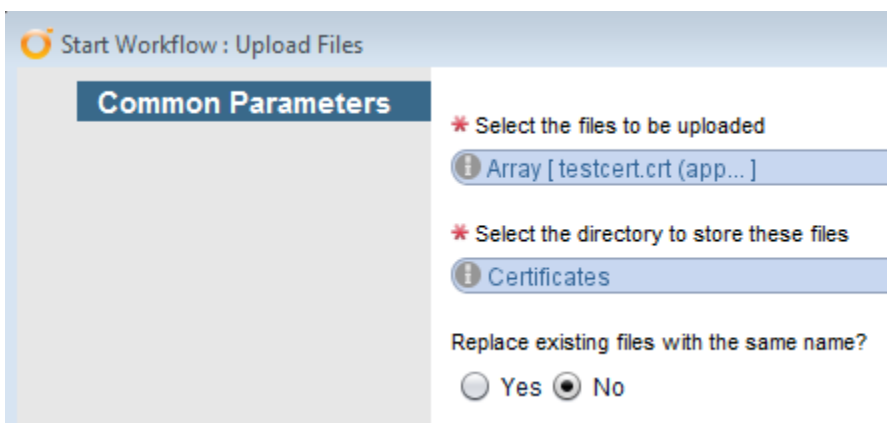 Start Workflow : Upload Files
Common Parameters
* Select the files to be uploaded
Array [ testcert.crt (app... ]
* Select the directory to store these files
Certificates
Replace existing files with the same name?
Yes No